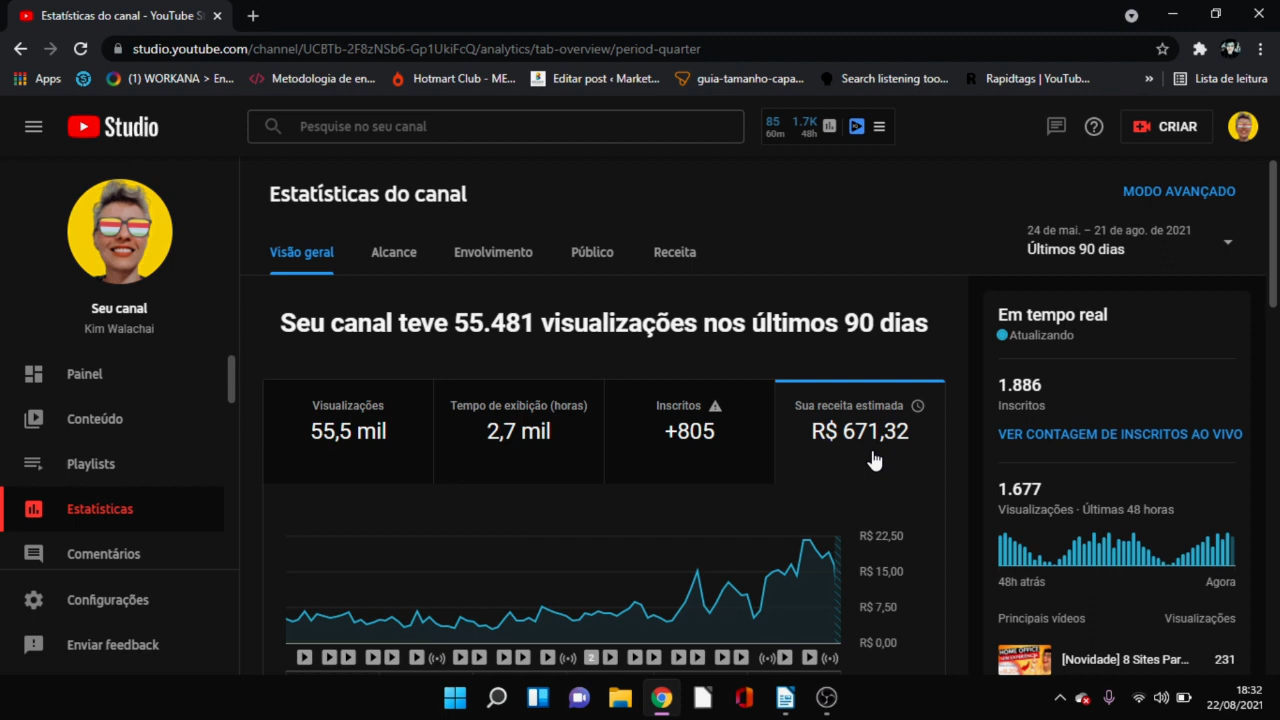 Estatísticas do canal - YouTube S
studio.youtube.com/channel/UCBTb-2F8zNSb6-Gp1UkiFcQ/analytics/tab-overview/period-quarter
Apps
(1) WORKANA > En...
Metodologia de en...
Hotmart Club - ME...
Editar post ‹ Market...
guia-tamanho-capa...
Search listening too...
Rapidtags | YouTub...
»
Lista de leitura
Studio
Pesquise no seu canal
85 1.7K
60m 48h
CRIAR
Seu canal
Kim Walachai
Painel
Conteúdo
Playlists
Estatísticas
Comentários
Configurações
Enviar feedback
Estatísticas do canal
MODO AVANÇADO
Visão geral
Alcance
Envolvimento
Público
Receita
24 de mai. – 21 de ago. de 2021
Últimos 90 dias
Seu canal teve 55.481 visualizações nos últimos 90 dias
Visualizações
55,5 mil
Tempo de exibição (horas)
2,7 mil
Inscritos
+805
Sua receita estimada
R$ 671,32
R$ 22,50
R$ 15,00
R$ 7,50
R$ 0,00
2
Em tempo real
Atualizando
1.886
Inscritos
VER CONTAGEM DE INSCRITOS AO VIVO
1.677
Visualizações · Últimas 48 horas
48h atrás
Agora
Principais vídeos
Visualizações
HOME OFFICE
[Novidade] 8 Sites Par...
231
18:32
22/08/2021